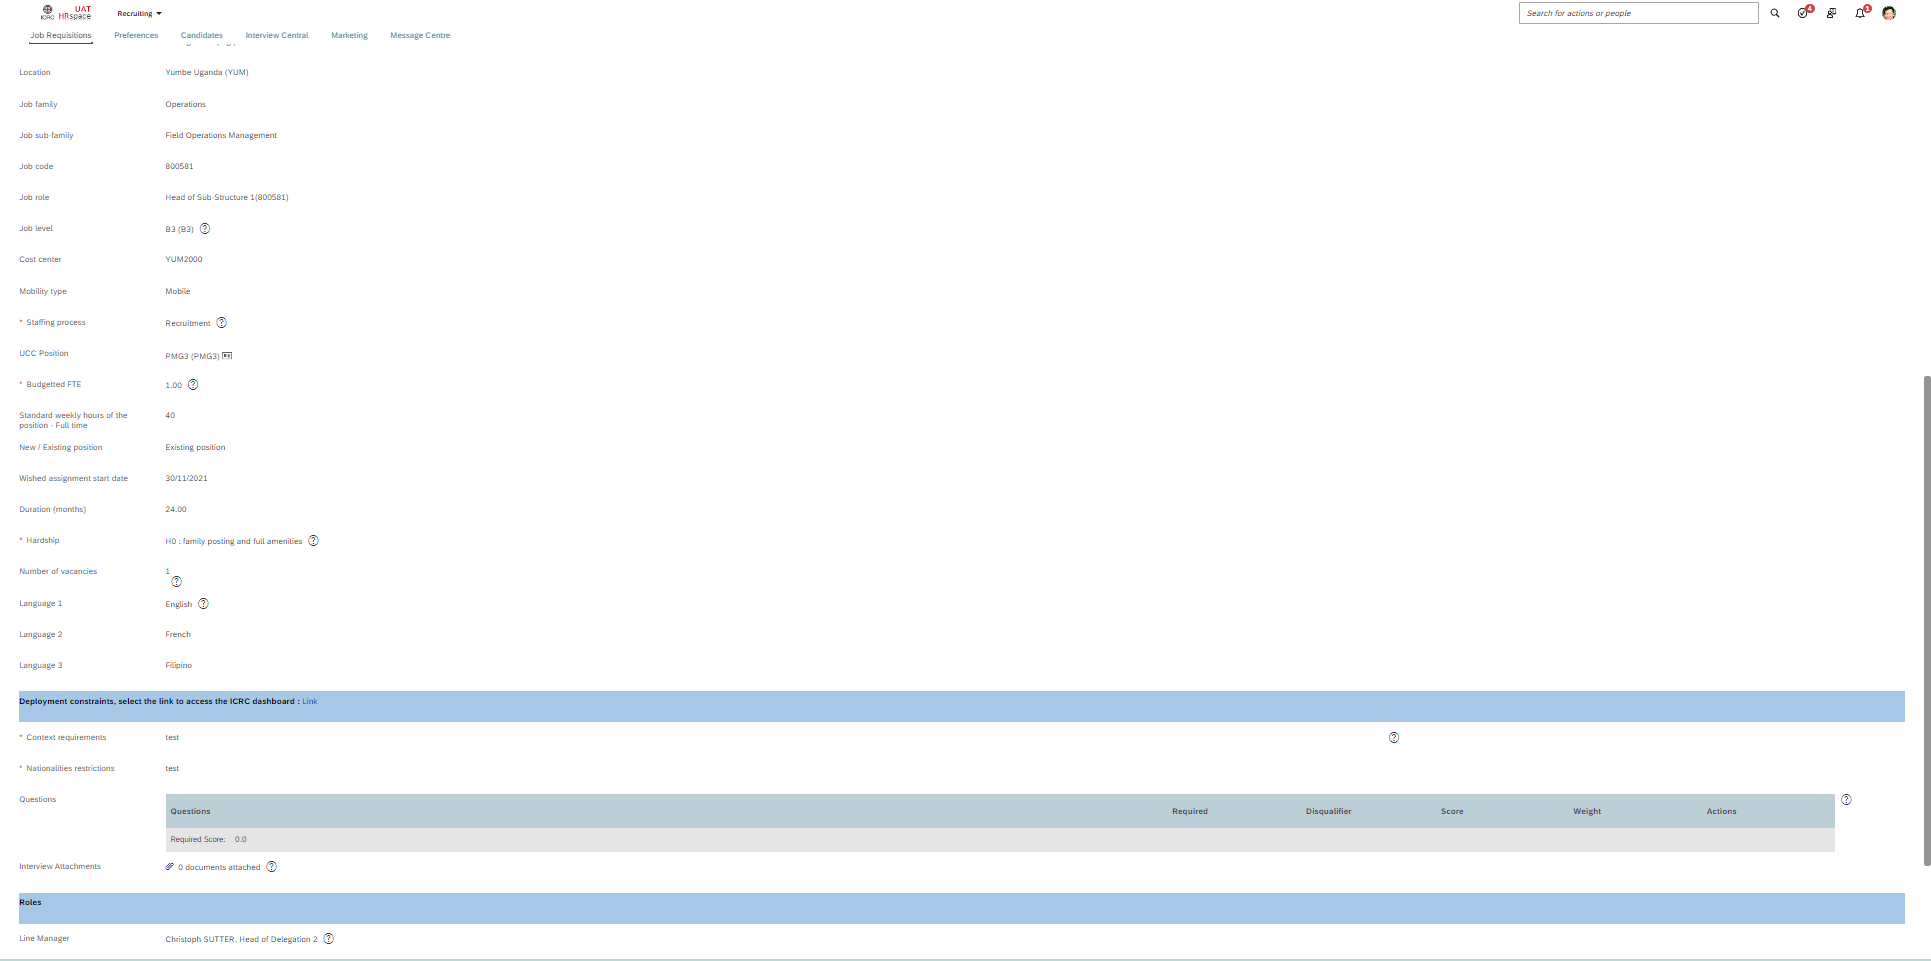 ICRC
UAT
HRspace
Recruiting
Search for actions or people
4
1
Job Requisitions
Preferences
Candidates
Interview Central
Marketing
Message Centre
Location
Yumbe Uganda (YUM)
Job family
Operations
Job sub-family
Field Operations Management
Job code
800581
Job role
Head of Sub-Structure 1(800581)
Job level
B3 (B3)
Cost center
YUM2000
Mobility type
Mobile
* Staffing process
Recruitment
UCC Position
PMG3 (PMG3)
* Budgetted FTE
1.00
Standard weekly hours of the
position - Full time
40
New / Existing position
Existing position
Wished assignment start date
30/11/2021
Duration (months)
24.00
* Hardship
H0 : family posting and full amenities
Number of vacancies
1
Language 1
English
Language 2
French
Language 3
Filipino
Deployment constraints, select the link to access the ICRC dashboard : Link
* Context requirements
test
* Nationalities restrictions
test
Questions
Questions
Required
Disqualifier
Score
Weight
Actions
Required Score: 0.0
Interview Attachments
0 documents attached
Roles
Line Manager
Christoph SUTTER, Head of Delegation 2